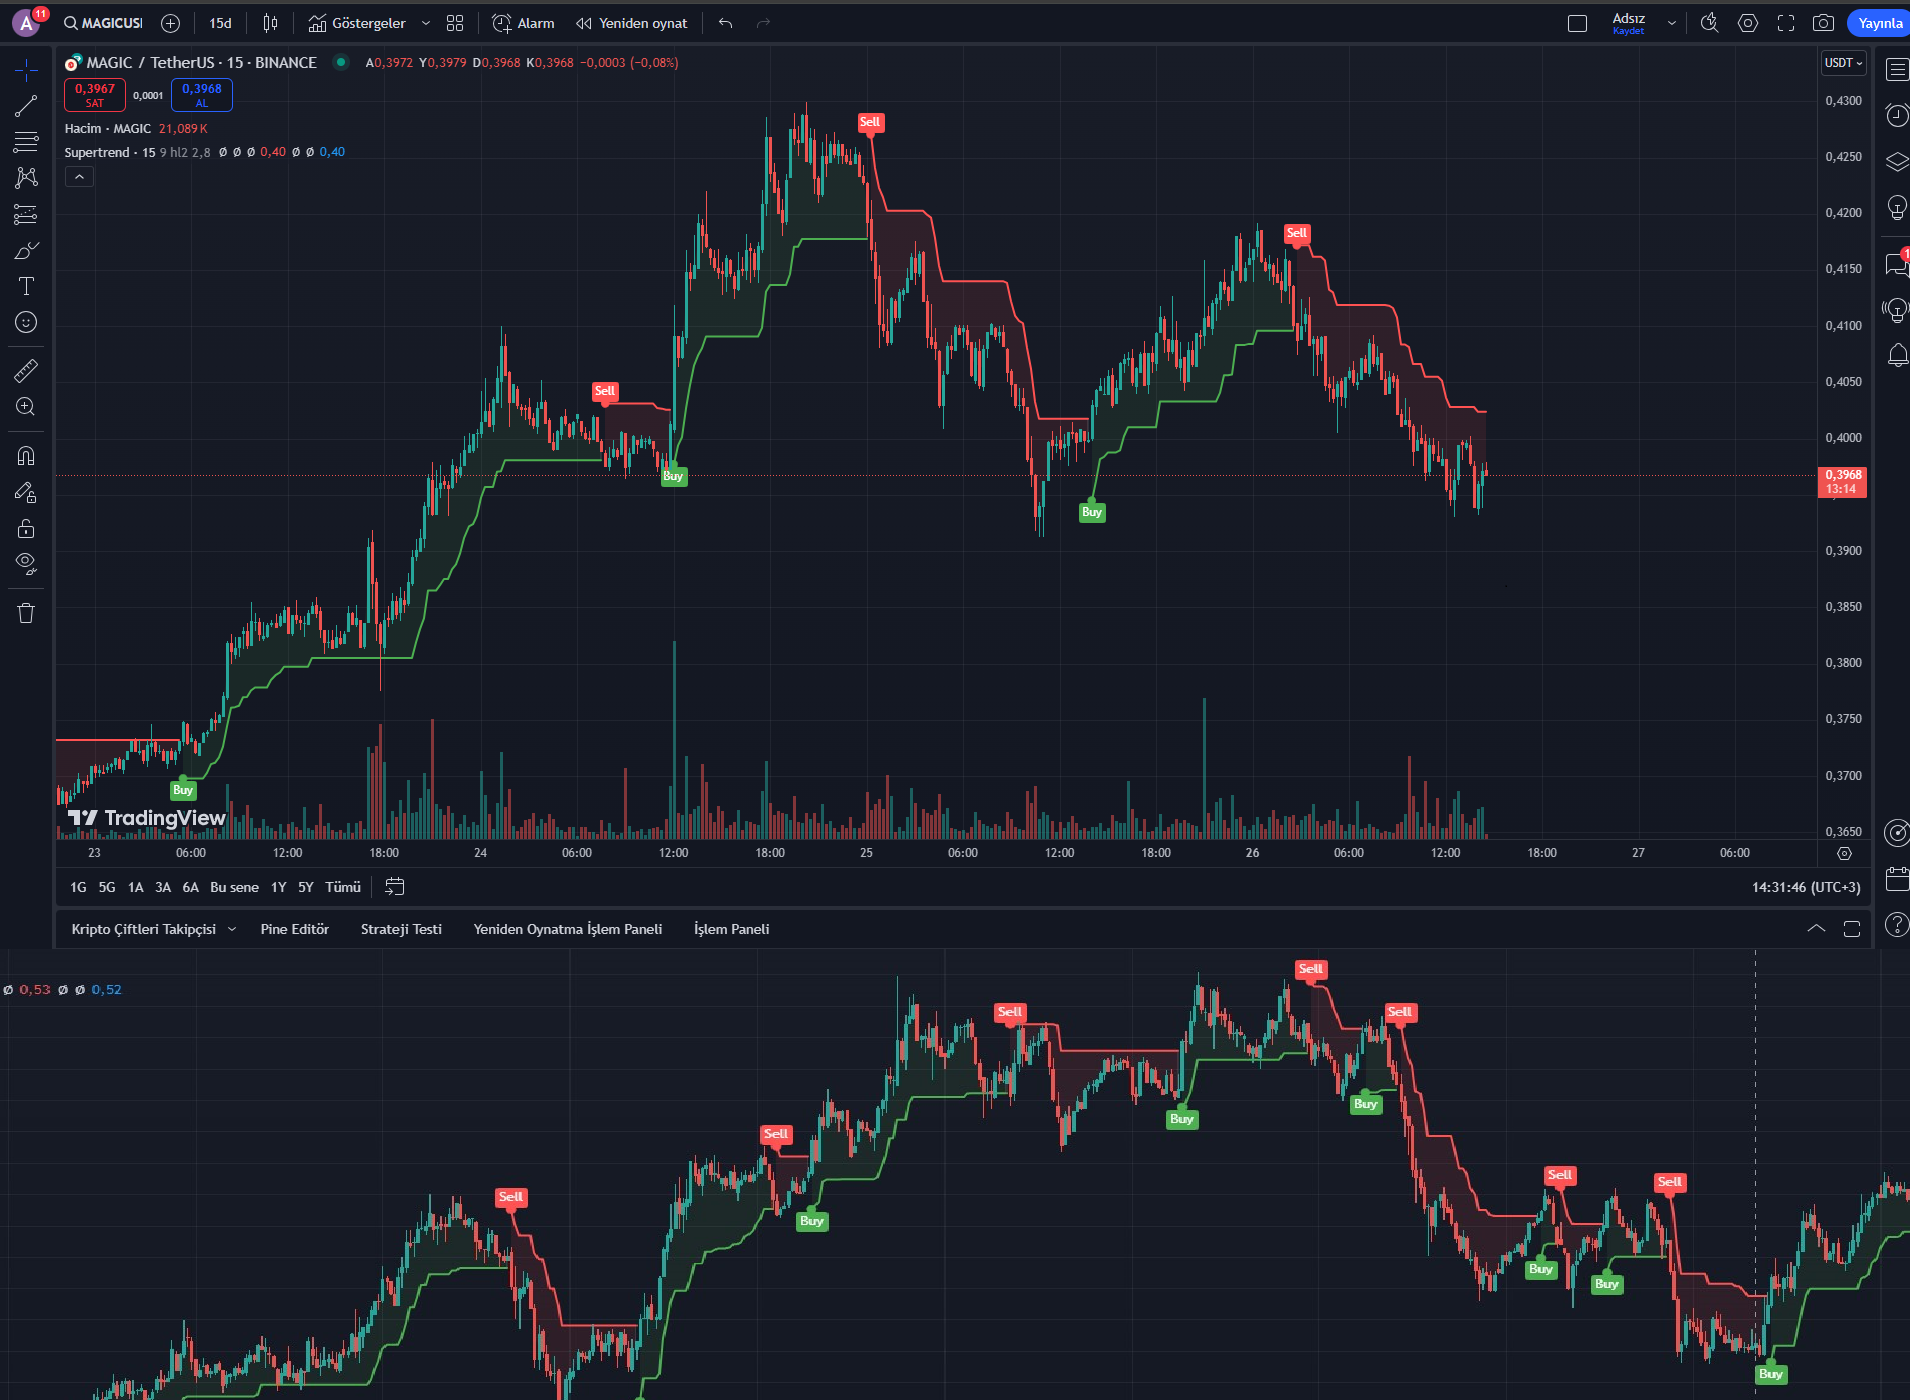 A 11 MAGICUSI 15d Göstergeler Alarm Yeniden oynat Adsız Kaydet Yayınla
MAGIC / TetherUS · 15 · BINANCE A0,3972 Y0,3979 D0,3968 K0,3968 −0,0003 (−0,08%) USDT
0,3967 SAT 0,0001 0,3968 AL
Hacim · MAGIC 21,089 K
Supertrend · 15 9 hl2 2,8 Ø Ø Ø 0,40 Ø Ø 0,40
0,4300
0,4250
0,4200
0,4150
0,4100
0,4050
0,4000
0,3968
13:14
0,3900
0,3850
0,3800
0,3750
0,3700
0,3650
Sell
Sell
Sell
Buy
Buy
Buy
1
TradingView
23 06:00 12:00 18:00 24 06:00 12:00 18:00 25 06:00 12:00 18:00 26 06:00 12:00 18:00 27 06:00
1G 5G 1A 3A 6A Bu sene 1Y 5Y Tümü 14:31:46 (UTC+3)
Kripto Çiftleri Takipçisi Pine Editör Strateji Testi Yeniden Oynatma İşlem Paneli İşlem Paneli
Ø 0,53 Ø Ø 0,52
Sell
Sell
Sell
Buy
Buy
Sell
Sell
Sell
Sell
Buy
Buy
Buy
Buy